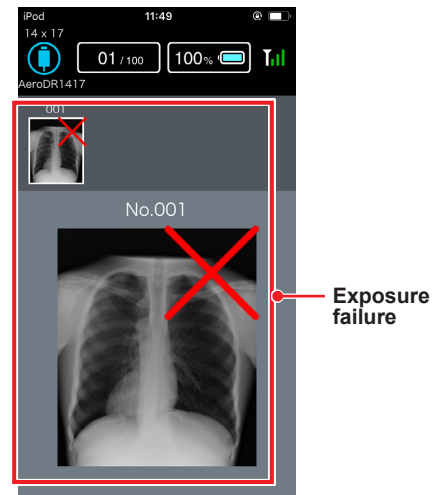 iPod 11:49
14 x 17
01 / 100 100%
AeroDR1417
001
No.001
Exposure
failure